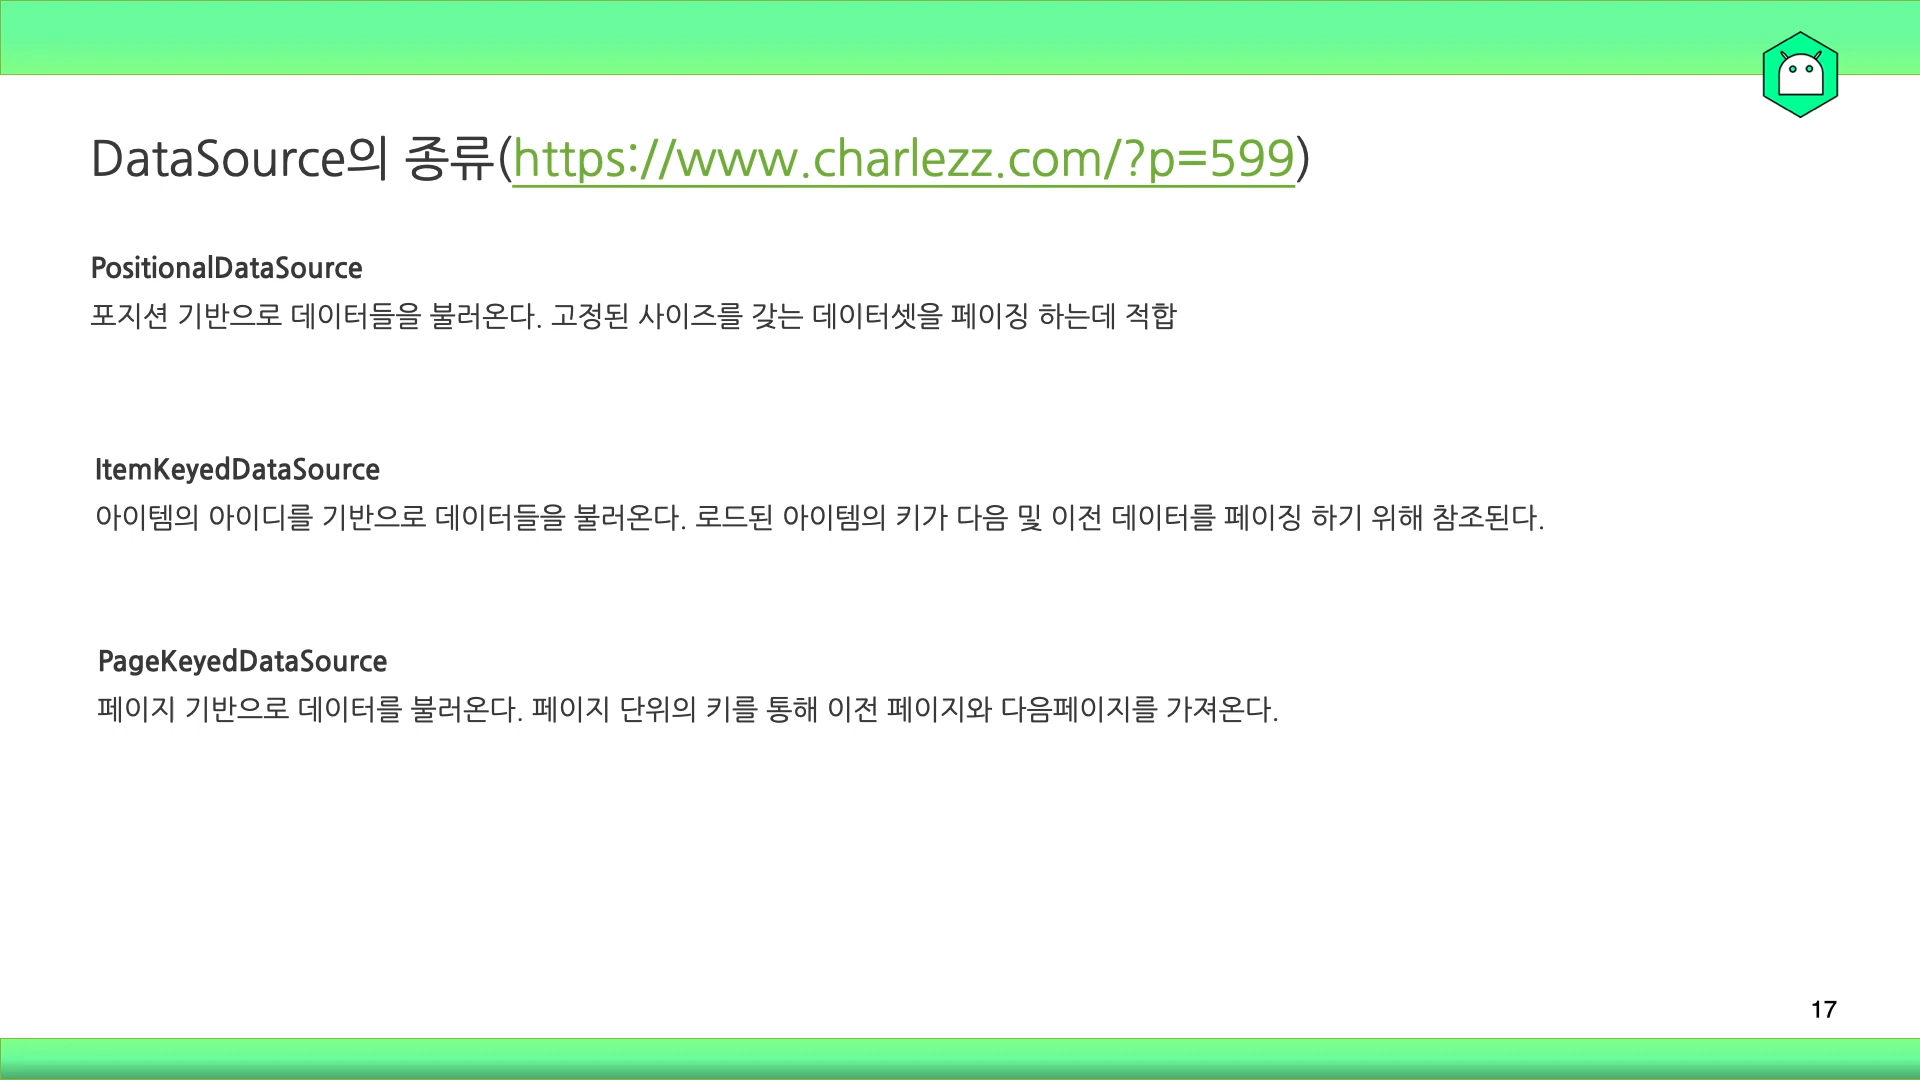 DataSource의 종류(https://www.charlezz.com/?p=599)
PositionalDataSource
포지션 기반으로 데이터들을 불러온다. 고정된 사이즈를 갖는 데이터셋을 페이징 하는데 적합
ItemKeyedDataSource
아이템의 아이디를 기반으로 데이터들을 불러온다. 로드된 아이템의 키가 다음 및 이전 데이터를 페이징 하기 위해 참조된다.
PageKeyedDataSource
페이지 기반으로 데이터를 불러온다. 페이지 단위의 키를 통해 이전 페이지와 다음페이지를 가져온다.
17